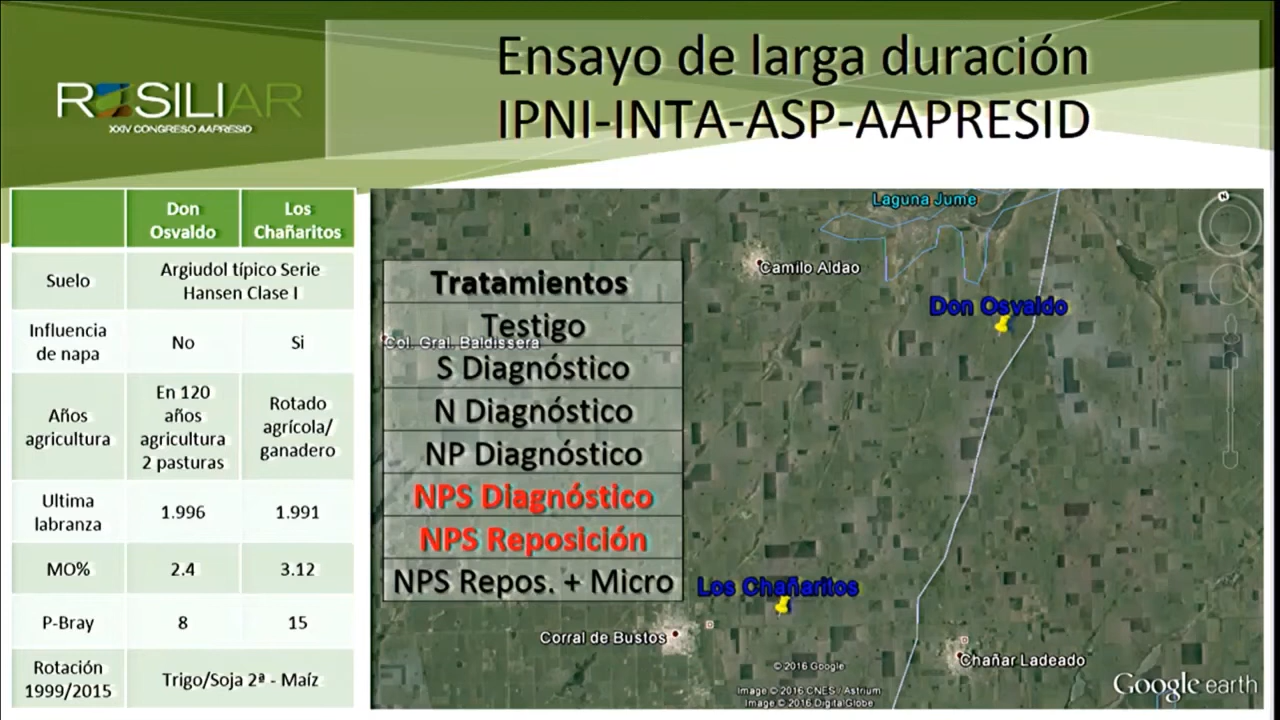 Ensayo de larga duración
IPNI-INTA-ASP-AAPRESID
ROSILIAR
XXIV CONGRESO AAPRESID
Don Osvaldo
Los Chañaritos
Suelo
Argiudol típico Serie
Hansen Clase I
Influencia
de napa
No
Si
Años
agricultura
En 120
años
agricultura
2 pasturas
Rotado
agrícola/
ganadero
Ultima
labranza
1.996
1.991
MO%
2.4
3.12
P-Bray
8
15
Rotación
1999/2015
Trigo/Soja 2ª - Maíz
Tratamientos
Testigo
S Diagnóstico
N Diagnóstico
NP Diagnóstico
NPS Diagnóstico
NPS Reposición
NPS Repos. + Micro
Laguna Jume
Camilo Aldao
Don Osvaldo
Col. Gral. Baldissera
Los Chañaritos
Corral de Bustos
Chañar Ladeado
© 2016 Google
Image © 2016 CNES / Astrium
Image © 2016 DigitalGlobe
Google earth
N